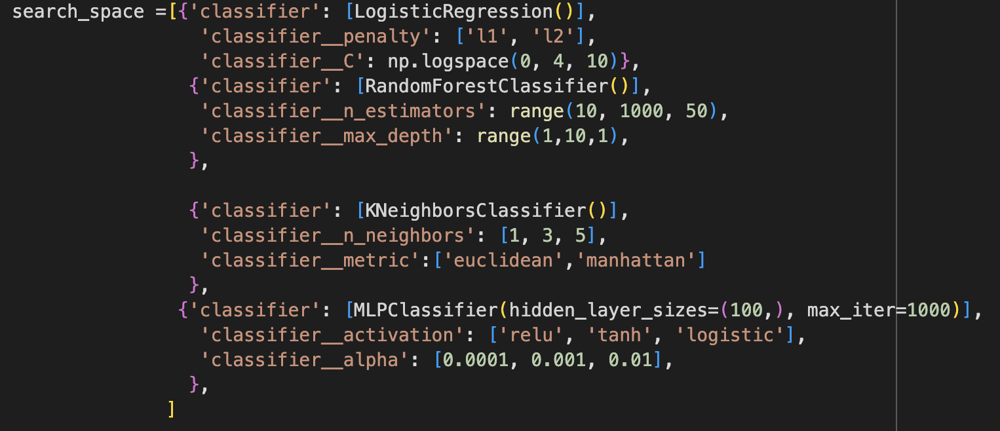 search_space =[{'classifier': [LogisticRegression()],
'classifier__penalty': ['l1', 'l2'],
'classifier__C': np.logspace(0, 4, 10)},
{'classifier': [RandomForestClassifier()],
'classifier__n_estimators': range(10, 1000, 50),
'classifier__max_depth': range(1,10,1),
},
{'classifier': [KNeighborsClassifier()],
'classifier__n_neighbors': [1, 3, 5],
'classifier__metric':['euclidean','manhattan']
},
{'classifier': [MLPClassifier(hidden_layer_sizes=(100,), max_iter=1000)],
'classifier__activation': ['relu', 'tanh', 'logistic'],
'classifier__alpha': [0.0001, 0.001, 0.01],
},
]